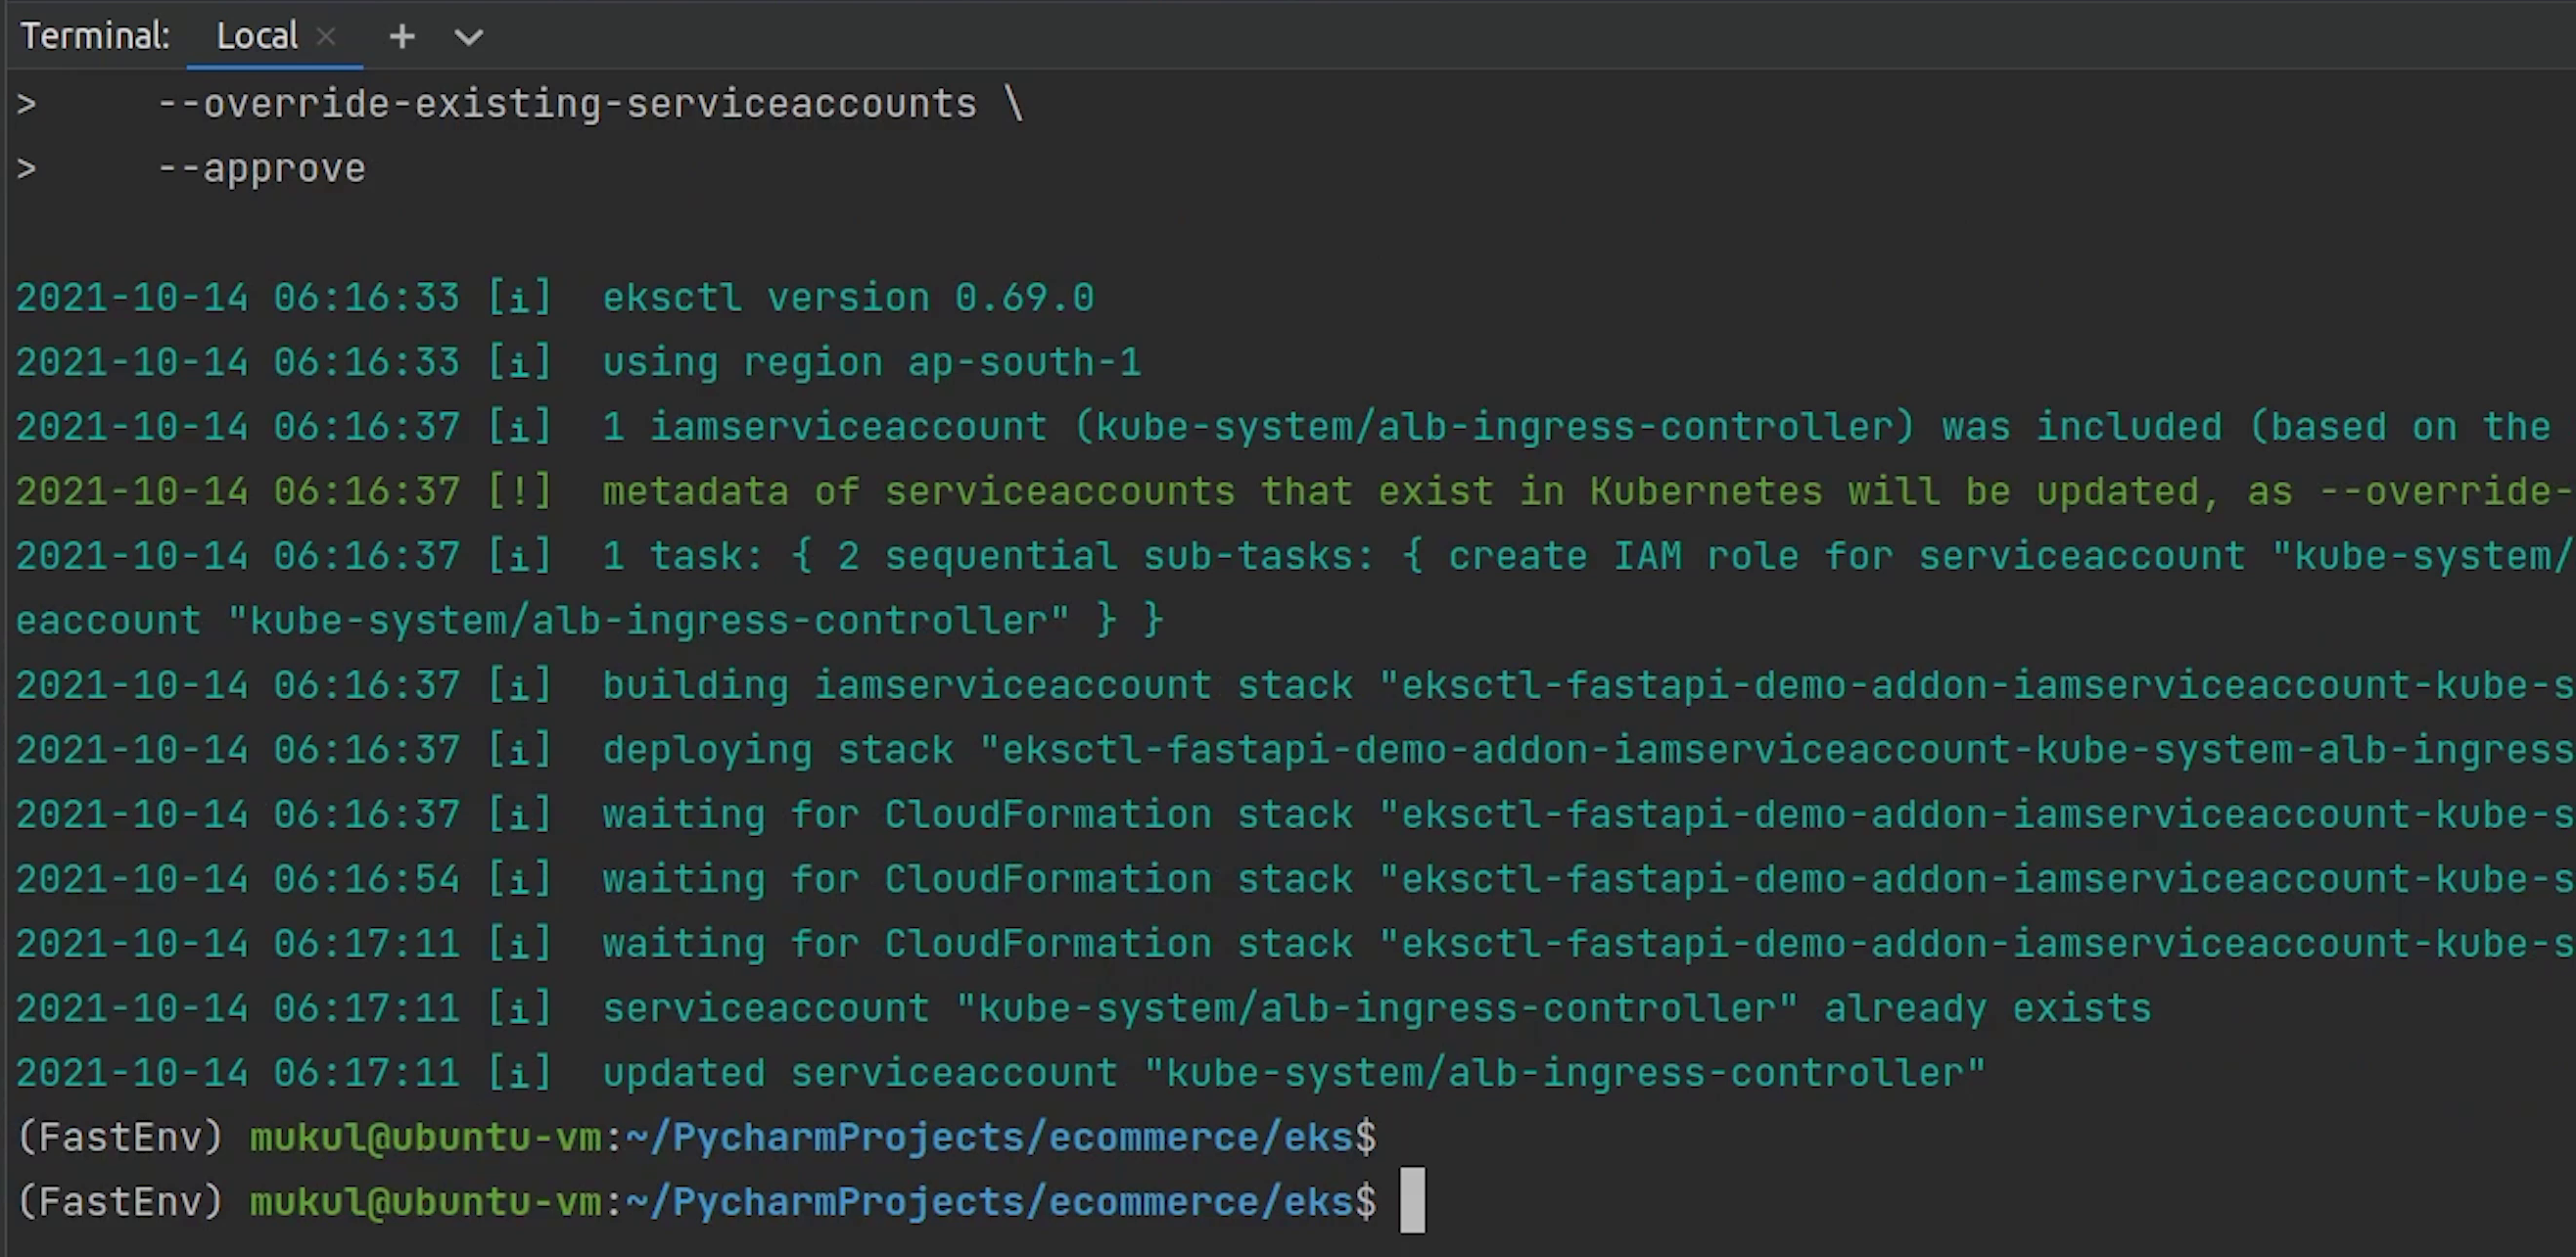 Terminal: Local × +
> --override-existing-serviceaccounts \
> --approve
2021-10-14 06:16:33 [i] eksctl version 0.69.0
2021-10-14 06:16:33 [i] using region ap-south-1
2021-10-14 06:16:37 [i] 1 iamserviceaccount (kube-system/alb-ingress-controller) was included (based on the
2021-10-14 06:16:37 [!] metadata of serviceaccounts that exist in Kubernetes will be updated, as --override-
2021-10-14 06:16:37 [i] 1 task: { 2 sequential sub-tasks: { create IAM role for serviceaccount "kube-system/
eaccount "kube-system/alb-ingress-controller" } }
2021-10-14 06:16:37 [i] building iamserviceaccount stack "eksctl-fastapi-demo-addon-iamserviceaccount-kube-s
2021-10-14 06:16:37 [i] deploying stack "eksctl-fastapi-demo-addon-iamserviceaccount-kube-system-alb-ingress
2021-10-14 06:16:37 [i] waiting for CloudFormation stack "eksctl-fastapi-demo-addon-iamserviceaccount-kube-s
2021-10-14 06:16:54 [i] waiting for CloudFormation stack "eksctl-fastapi-demo-addon-iamserviceaccount-kube-s
2021-10-14 06:17:11 [i] waiting for CloudFormation stack "eksctl-fastapi-demo-addon-iamserviceaccount-kube-s
2021-10-14 06:17:11 [i] serviceaccount "kube-system/alb-ingress-controller" already exists
2021-10-14 06:17:11 [i] updated serviceaccount "kube-system/alb-ingress-controller"
(FastEnv) mukul@ubuntu-vm:~/PycharmProjects/ecommerce/eks$
(FastEnv) mukul@ubuntu-vm:~/PycharmProjects/ecommerce/eks$